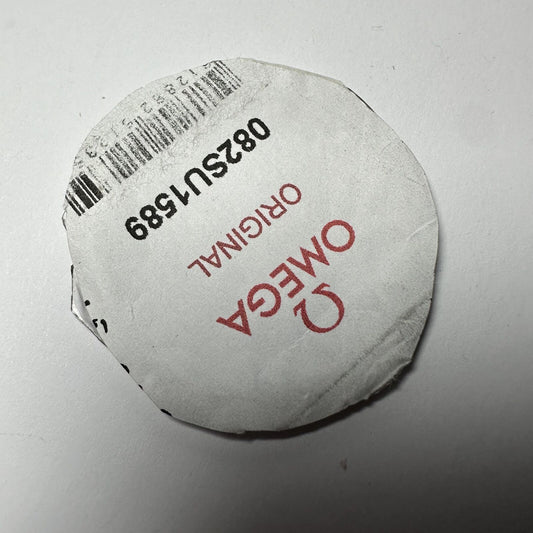 Ω
OMEGA
ORIGINAL
082SU1589